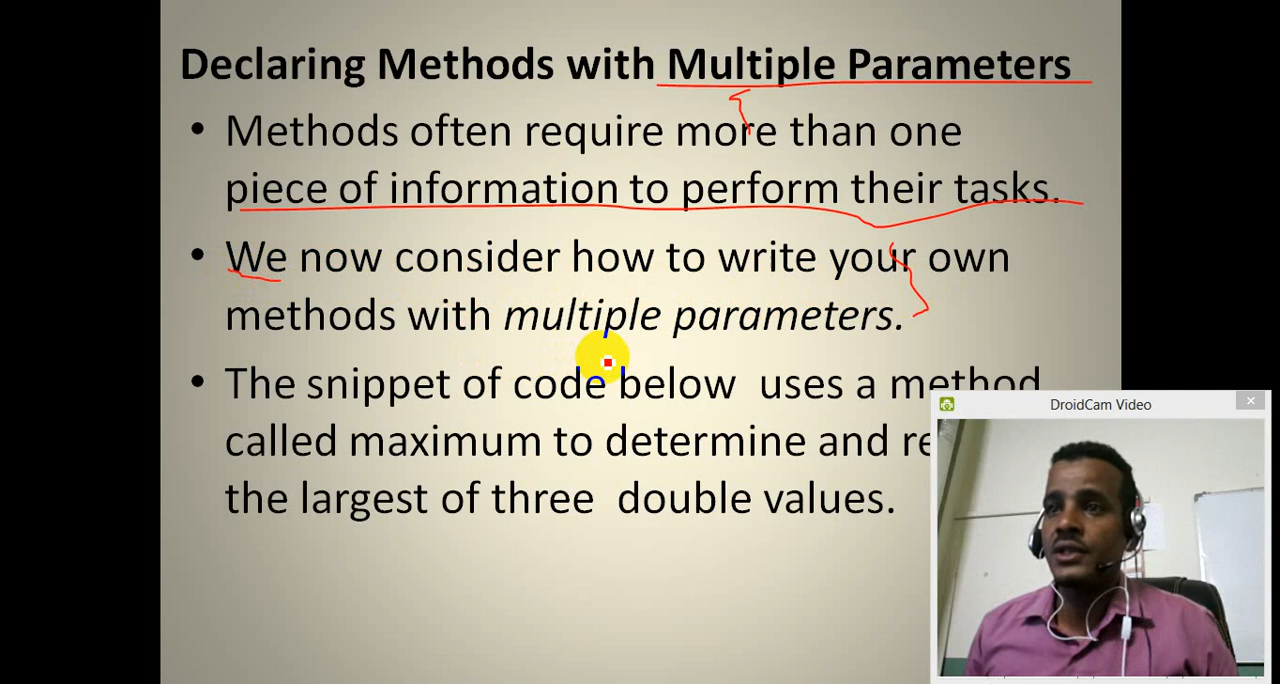 Declaring Methods with Multiple Parameters
• Methods often require more than one
piece of information to perform their tasks.
• We now consider how to write your own
methods with multiple parameters.
• The snippet of code below uses a method
called maximum to determine and re
the largest of three double values.
DroidCam Video